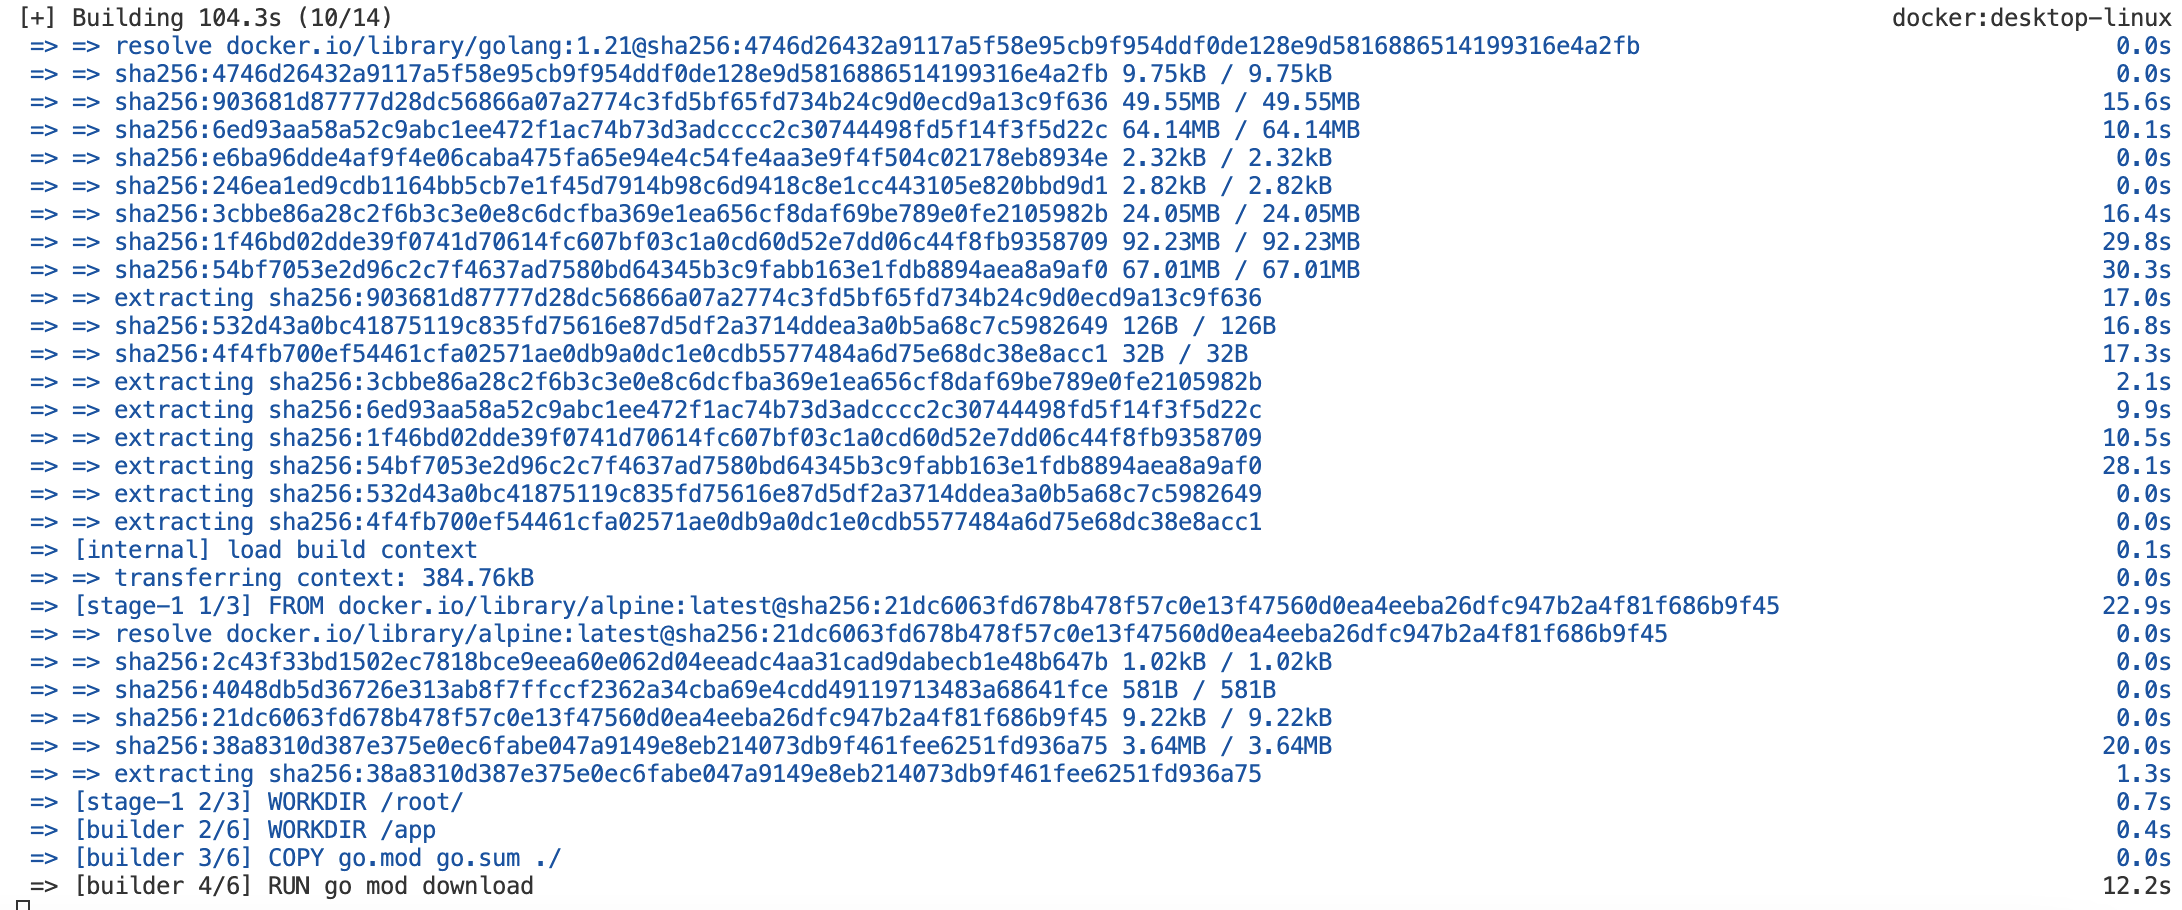 [+] Building 104.3s (10/14) docker:desktop-linux
=> => resolve docker.io/library/golang:1.21@sha256:4746d26432a9117a5f58e95cb9f954ddf0de128e9d5816886514199316e4a2fb 0.0s
=> => sha256:4746d26432a9117a5f58e95cb9f954ddf0de128e9d5816886514199316e4a2fb 9.75kB / 9.75kB 0.0s
=> => sha256:903681d87777d28dc56866a07a2774c3fd5bf65fd734b24c9d0ecd9a13c9f636 49.55MB / 49.55MB 15.6s
=> => sha256:6ed93aa58a52c9abc1ee472f1ac74b73d3adcccc2c30744498fd5f14f3f5d22c 64.14MB / 64.14MB 10.1s
=> => sha256:e6ba96dde4af9f4e06caba475fa65e94e4c54fe4aa3e9f4f504c02178eb8934e 2.32kB / 2.32kB 0.0s
=> => sha256:246ea1ed9cdb1164bb5cb7e1f45d7914b98c6d9418c8e1cc443105e820bbd9d1 2.82kB / 2.82kB 0.0s
=> => sha256:3cbbe86a28c2f6b3c3e0e8c6dcfba369e1ea656cf8daf69be789e0fe2105982b 24.05MB / 24.05MB 16.4s
=> => sha256:1f46bd02dde39f0741d70614fc607bf03c1a0cd60d52e7dd06c44f8fb9358709 92.23MB / 92.23MB 29.8s
=> => sha256:54bf7053e2d96c2c7f4637ad7580bd64345b3c9fabb163e1fdb8894aea8a9af0 67.01MB / 67.01MB 30.3s
=> => extracting sha256:903681d87777d28dc56866a07a2774c3fd5bf65fd734b24c9d0ecd9a13c9f636 17.0s
=> => sha256:532d43a0bc41875119c835fd75616e87d5df2a3714ddea3a0b5a68c7c5982649 126B / 126B 16.8s
=> => sha256:4f4fb700ef54461cfa02571ae0db9a0dc1e0cdb5577484a6d75e68dc38e8acc1 32B / 32B 17.3s
=> => extracting sha256:3cbbe86a28c2f6b3c3e0e8c6dcfba369e1ea656cf8daf69be789e0fe2105982b 2.1s
=> => extracting sha256:6ed93aa58a52c9abc1ee472f1ac74b73d3adcccc2c30744498fd5f14f3f5d22c 9.9s
=> => extracting sha256:1f46bd02dde39f0741d70614fc607bf03c1a0cd60d52e7dd06c44f8fb9358709 10.5s
=> => extracting sha256:54bf7053e2d96c2c7f4637ad7580bd64345b3c9fabb163e1fdb8894aea8a9af0 28.1s
=> => extracting sha256:532d43a0bc41875119c835fd75616e87d5df2a3714ddea3a0b5a68c7c5982649 0.0s
=> => extracting sha256:4f4fb700ef54461cfa02571ae0db9a0dc1e0cdb5577484a6d75e68dc38e8acc1 0.0s
=> [internal] load build context 0.1s
=> => transferring context: 384.76kB 0.0s
=> [stage-1 1/3] FROM docker.io/library/alpine:latest@sha256:21dc6063fd678b478f57c0e13f47560d0ea4eeba26dfc947b2a4f81f686b9f45 22.9s
=> => resolve docker.io/library/alpine:latest@sha256:21dc6063fd678b478f57c0e13f47560d0ea4eeba26dfc947b2a4f81f686b9f45 0.0s
=> => sha256:2c43f33bd1502ec7818bce9eea60e062d04eeadc4aa31cad9dabecb1e48b647b 1.02kB / 1.02kB 0.0s
=> => sha256:4048db5d36726e313ab8f7ffccf2362a34cba69e4cdd49119713483a68641fce 581B / 581B 0.0s
=> => sha256:21dc6063fd678b478f57c0e13f47560d0ea4eeba26dfc947b2a4f81f686b9f45 9.22kB / 9.22kB 0.0s
=> => sha256:38a8310d387e375e0ec6fabe047a9149e8eb214073db9f461fee6251fd936a75 3.64MB / 3.64MB 20.0s
=> => extracting sha256:38a8310d387e375e0ec6fabe047a9149e8eb214073db9f461fee6251fd936a75 1.3s
=> [stage-1 2/3] WORKDIR /root/ 0.7s
=> [builder 2/6] WORKDIR /app 0.4s
=> [builder 3/6] COPY go.mod go.sum ./ 0.0s
=> [builder 4/6] RUN go mod download 12.2s